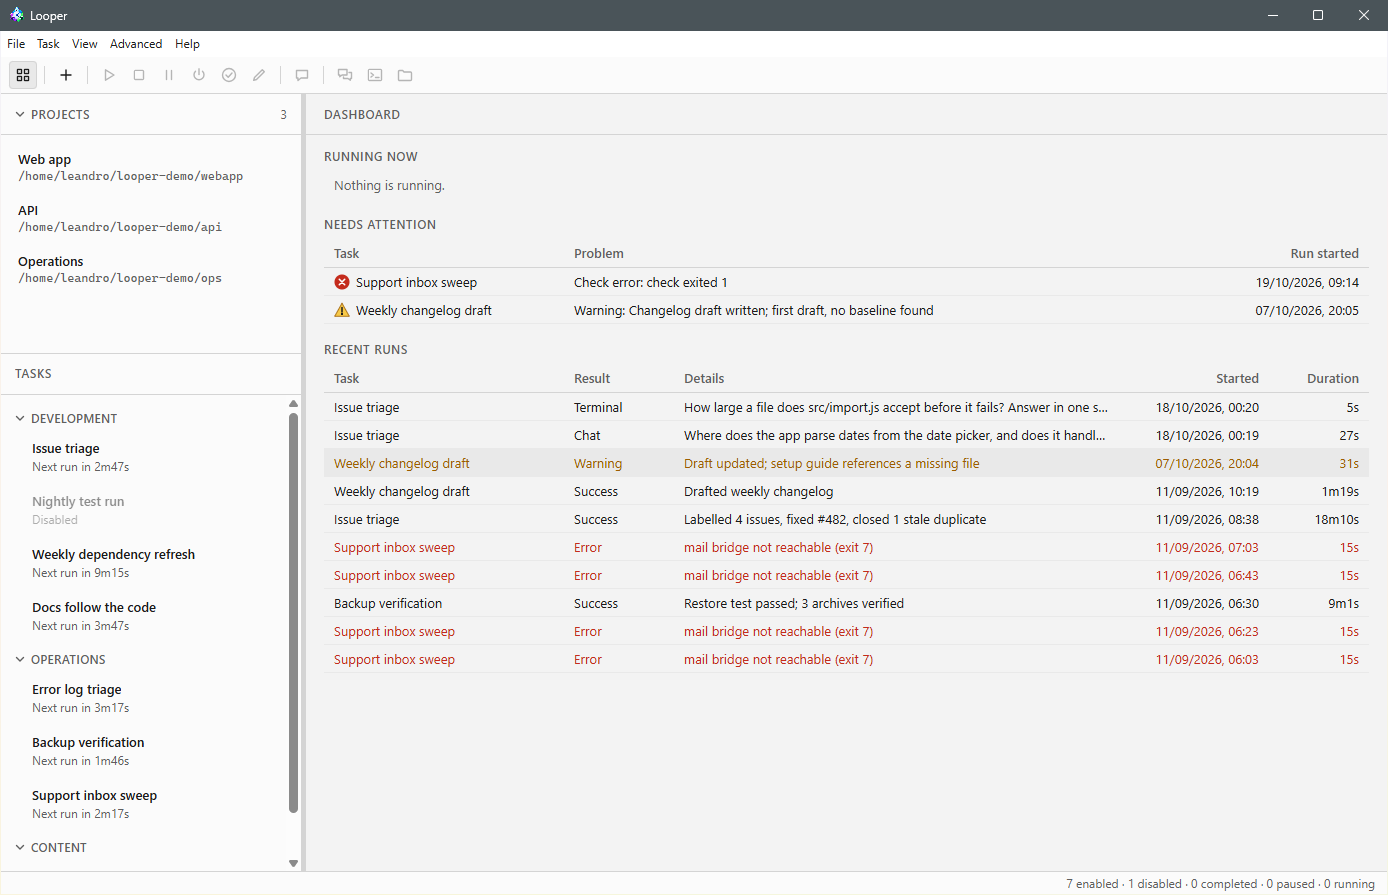 Looper
File Task View Advanced Help
PROJECTS 3
Web app
/home/leandro/looper-demo/webapp
API
/home/leandro/looper-demo/api
Operations
/home/leandro/looper-demo/ops
TASKS
DEVELOPMENT
Issue triage
Next run in 2m47s
Nightly test run
Disabled
Weekly dependency refresh
Next run in 9m15s
Docs follow the code
Next run in 3m47s
OPERATIONS
Error log triage
Next run in 3m17s
Backup verification
Next run in 1m46s
Support inbox sweep
Next run in 2m17s
CONTENT
DASHBOARD
RUNNING NOW
Nothing is running.
NEEDS ATTENTION
Task Problem Run started
Support inbox sweep Check error: check exited 1 19/10/2026, 09:14
Weekly changelog draft Warning: Changelog draft written; first draft, no baseline found 07/10/2026, 20:05
RECENT RUNS
Task Result Details Started Duration
Issue triage Terminal How large a file does src/import.js accept before it fails? Answer in one s... 18/10/2026, 00:20 5s
Issue triage Chat Where does the app parse dates from the date picker, and does it handl... 18/10/2026, 00:19 27s
Weekly changelog draft Warning Draft updated; setup guide references a missing file 07/10/2026, 20:04 31s
Weekly changelog draft Success Drafted weekly changelog 11/09/2026, 10:19 1m19s
Issue triage Success Labelled 4 issues, fixed #482, closed 1 stale duplicate 11/09/2026, 08:38 18m10s
Support inbox sweep Error mail bridge not reachable (exit 7) 11/09/2026, 07:03 15s
Support inbox sweep Error mail bridge not reachable (exit 7) 11/09/2026, 06:43 15s
Backup verification Success Restore test passed; 3 archives verified 11/09/2026, 06:30 9m1s
Support inbox sweep Error mail bridge not reachable (exit 7) 11/09/2026, 06:23 15s
Support inbox sweep Error mail bridge not reachable (exit 7) 11/09/2026, 06:03 15s
7 enabled · 1 disabled · 0 completed · 0 paused · 0 running